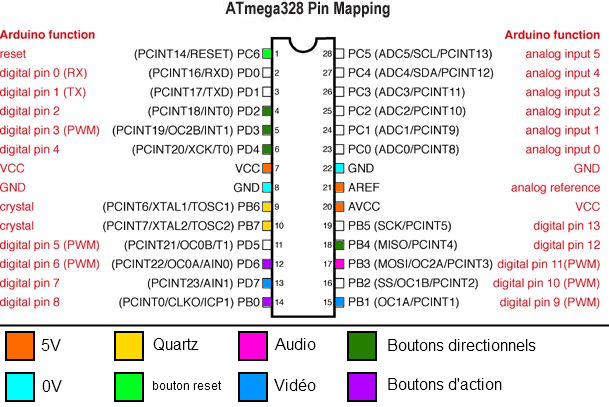 ATmega328 Pin Mapping
Arduino function Arduino function
reset (PCINT14/RESET) PC6 1 28 PC5 (ADC5/SCL/PCINT13) analog input 5
digital pin 0 (RX) (PCINT16/RXD) PD0 2 27 PC4 (ADC4/SDA/PCINT12) analog input 4
digital pin 1 (TX) (PCINT17/TXD) PD1 3 26 PC3 (ADC3/PCINT11) analog input 3
digital pin 2 (PCINT18/INT0) PD2 4 25 PC2 (ADC2/PCINT10) analog input 2
digital pin 3 (PWM) (PCINT19/OC2B/INT1) PD3 5 24 PC1 (ADC1/PCINT9) analog input 1
digital pin 4 (PCINT20/XCK/T0) PD4 6 23 PC0 (ADC0/PCINT8) analog input 0
VCC VCC 7 22 GND GND
GND GND 8 21 AREF analog reference
crystal (PCINT6/XTAL1/TOSC1) PB6 9 20 AVCC VCC
crystal (PCINT7/XTAL2/TOSC2) PB7 10 19 PB5 (SCK/PCINT5) digital pin 13
digital pin 5 (PWM) (PCINT21/OC0B/T1) PD5 11 18 PB4 (MISO/PCINT4) digital pin 12
digital pin 6 (PWM) (PCINT22/OC0A/AIN0) PD6 12 17 PB3 (MOSI/OC2A/PCINT3) digital pin 11(PWM)
digital pin 7 (PCINT23/AIN1) PD7 13 16 PB2 (SS/OC1B/PCINT2) digital pin 10 (PWM)
digital pin 8 (PCINT0/CLKO/ICP1) PB0 14 15 PB1 (OC1A/PCINT1) digital pin 9 (PWM)
5V Quartz Audio Boutons directionnels
0V bouton reset Vidéo Boutons d'action